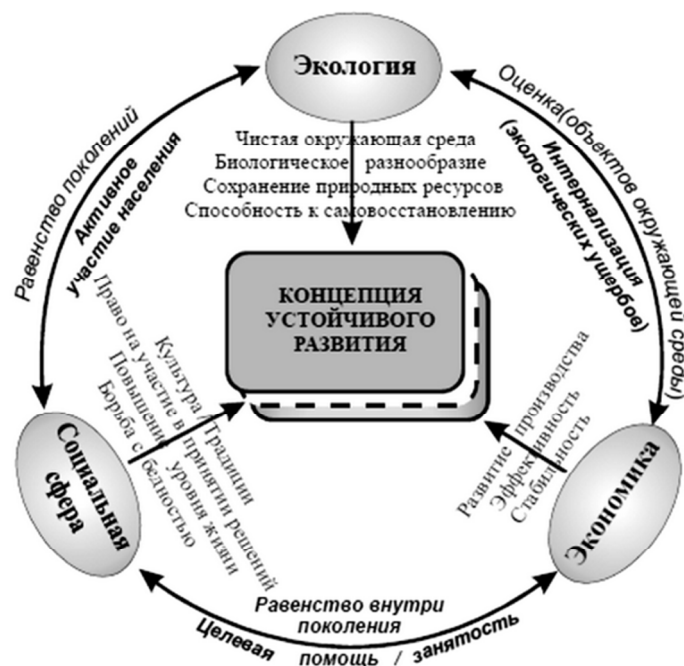 Экология
Чистая окружающая среда
Биологическое разнообразие
Сохранение природных ресурсов
Способность к самовосстановлению
Равенство поколений
Активное
участие населения
Оценка(объектов окружающей среды)
Интернализация
(экологических ущербов)
КОНЦЕПЦИЯ
УСТОЙЧИВОГО
РАЗВИТИЯ
Культура / Традиции
Право на участие в принятии решений
Повышение уровня жизни
Борьба с бедностью
Развитие производства
Эффективность
Стабильность
Социальная
сфера
Экономика
Равенство внутри
поколения
Целевая помощь / занятость